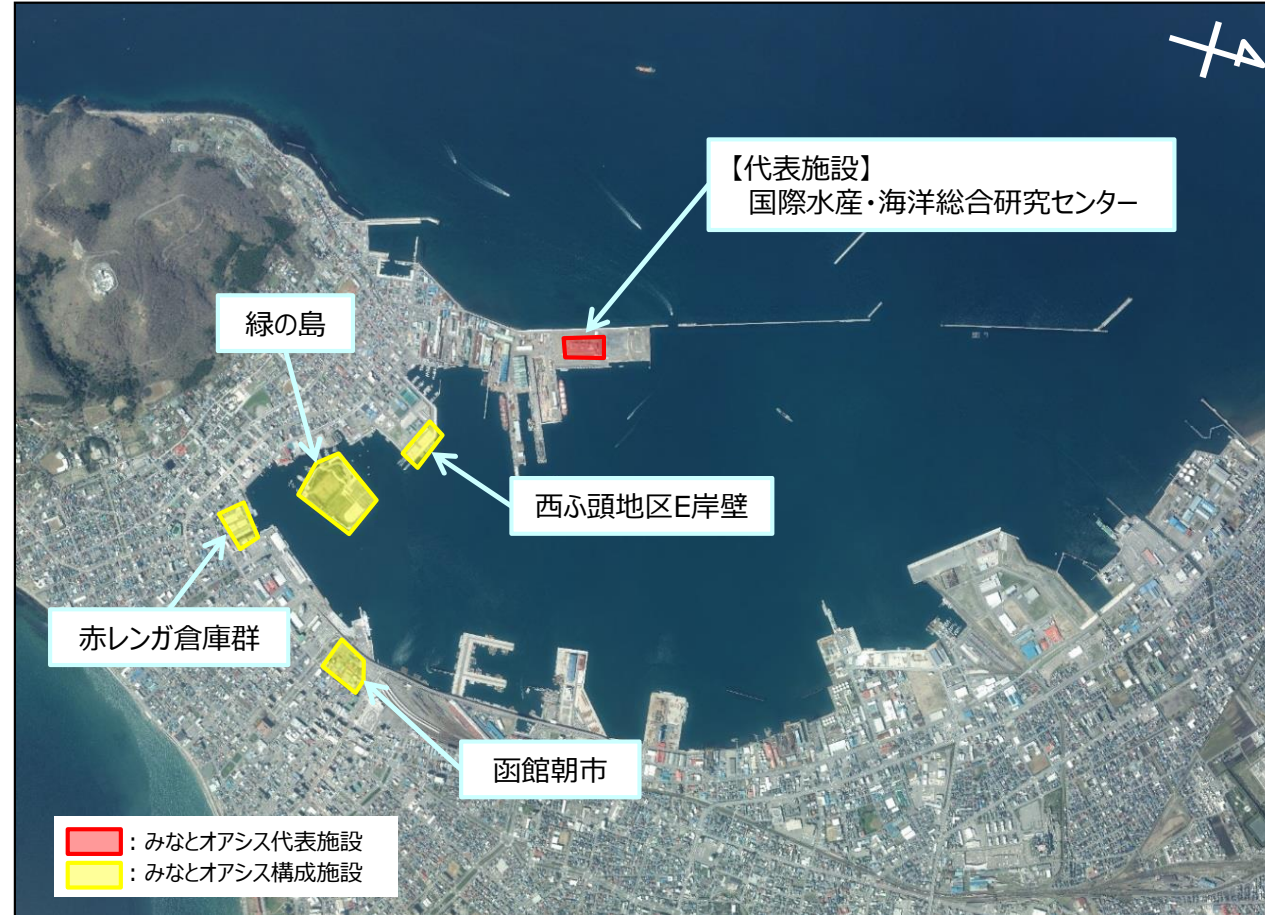 【代表施設】
国際水産・海洋総合研究センター
緑の島
西ふ頭地区E岸壁
赤レンガ倉庫群
函館朝市
：みなとオアシス代表施設
：みなとオアシス構成施設